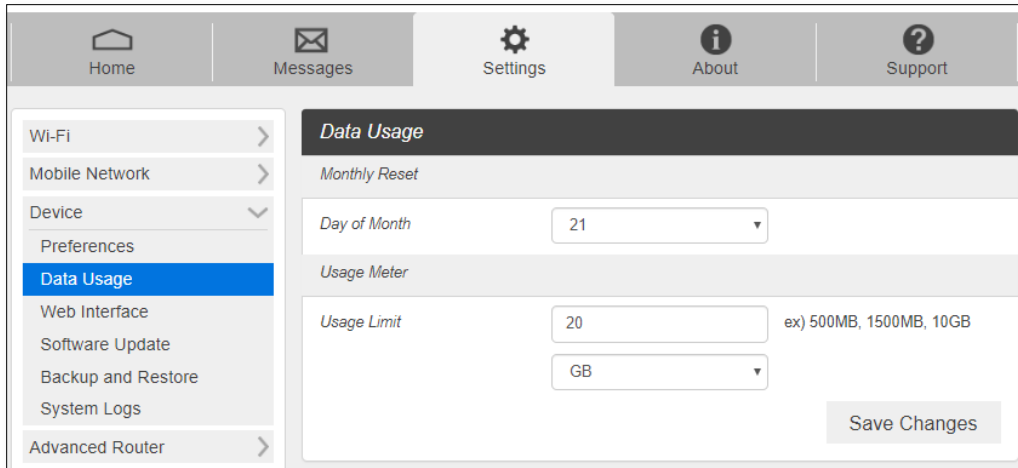 Home Messages Settings About Support
Wi-Fi
Mobile Network
Device
Preferences
Data Usage
Web Interface
Software Update
Backup and Restore
System Logs
Advanced Router
Data Usage
Monthly Reset
Day of Month 21
Usage Meter
Usage Limit 20 ex) 500MB, 1500MB, 10GB
GB
Save Changes